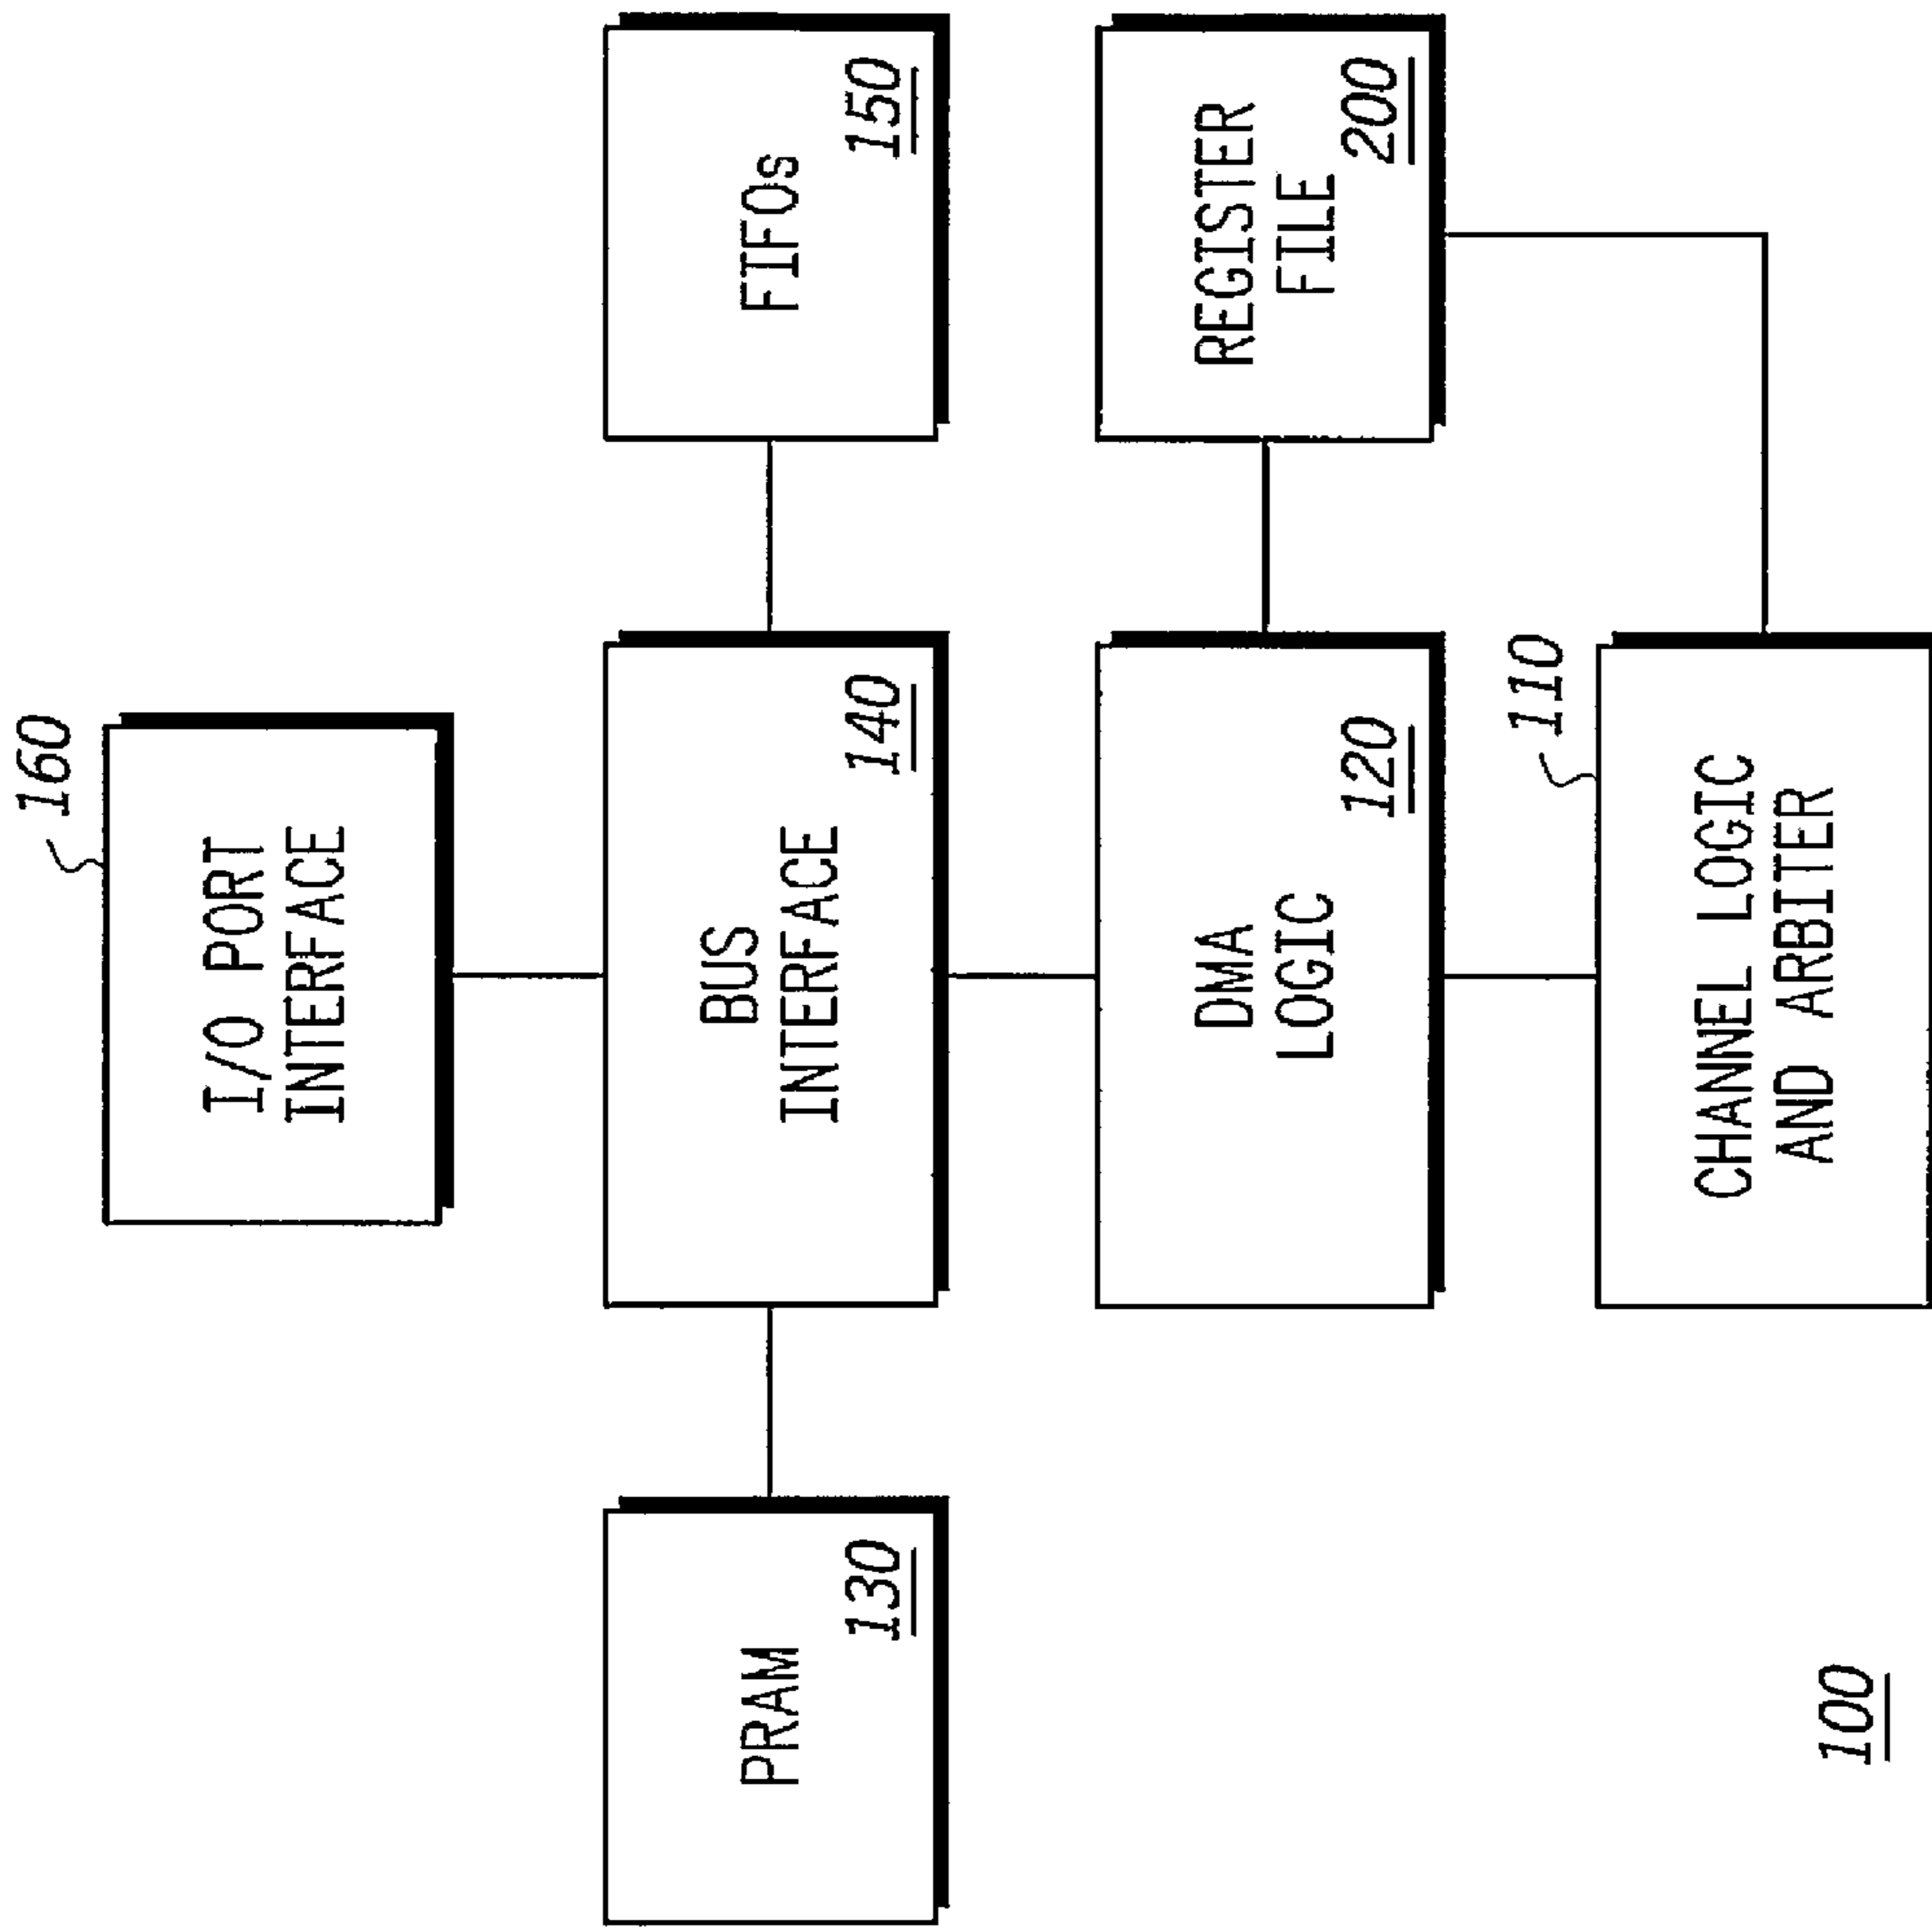 160
I/O PORT
INTERFACE
PRAM
130
BUS
INTERFACE
140
FIFOs
150
DMA
LOGIC
120
REGISTER
FILE
200
110
CHANNEL LOGIC
AND ARBITER
100